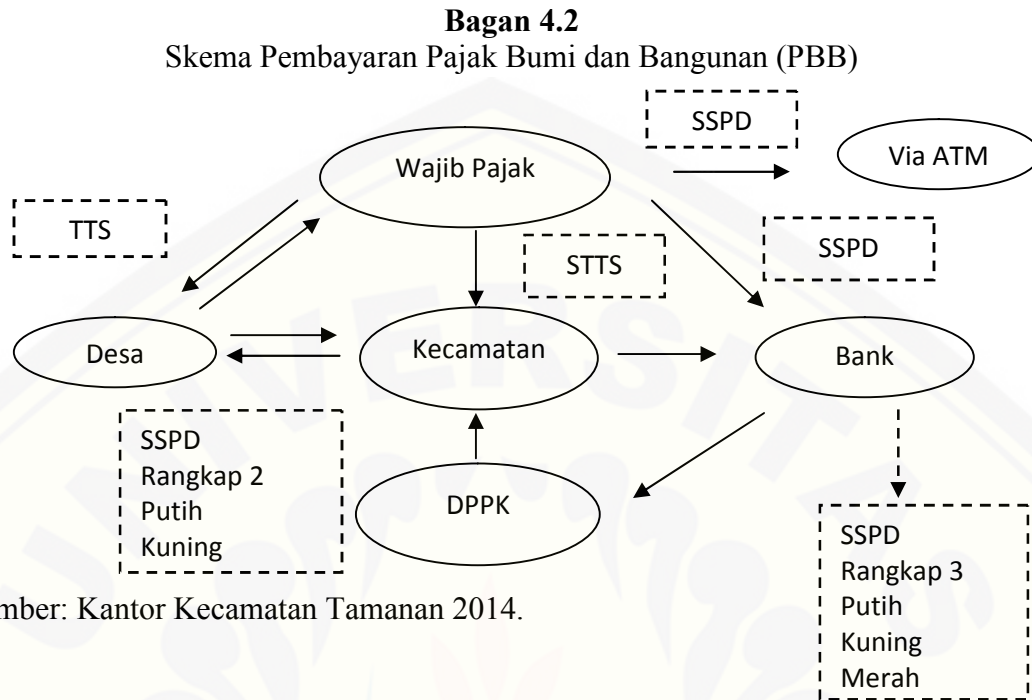 Bagan 4.2
Skema Pembayaran Pajak Bumi dan Bangunan (PBB)
SSPD
Wajib Pajak
Via ATM
TTS
SSPD
STTS
Desa
Kecamatan
Bank
SSPD
Rangkap 2
Putih
Kuning
DPPK
SSPD
Rangkap 3
Putih
Kuning
Merah
mber: Kantor Kecamatan Tamanan 2014.
UNIVERSITAS